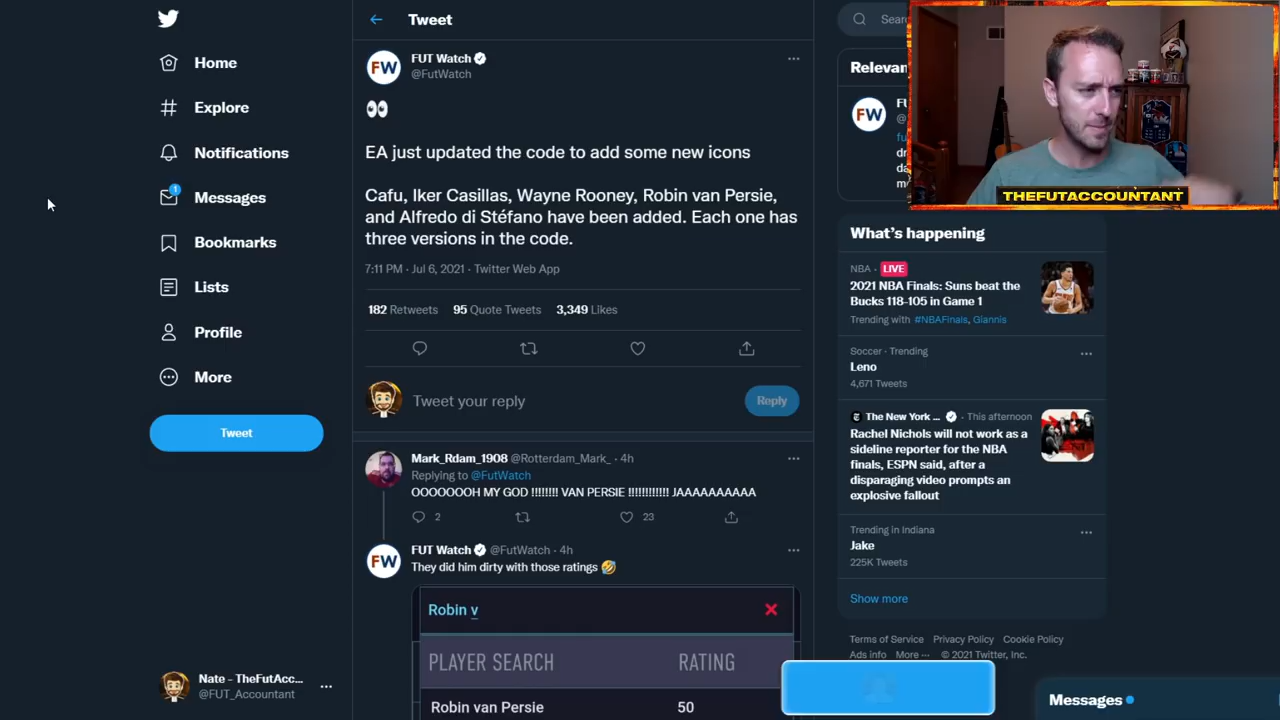 Home
Explore
Notifications
1
Messages
Bookmarks
Lists
Profile
More
Tweet
Nate - TheFutAcc...
@FUT_Accountant
Tweet
FW
FUT Watch
@FutWatch
👀
EA just updated the code to add some new icons
Cafu, Iker Casillas, Wayne Rooney, Robin van Persie,
and Alfredo di Stéfano have been added. Each one has
three versions in the code.
7:11 PM · Jul 6, 2021 · Twitter Web App
182 Retweets 95 Quote Tweets 3,349 Likes
Tweet your reply
Reply
Mark_Rdam_1908 @Rotterdam_Mark_ · 4h
Replying to @FutWatch
OOOOOOOH MY GOD !!!!!!!! VAN PERSIE !!!!!!!!!!!! JAAAAAAAAAA
2
23
FW
FUT Watch @FutWatch · 4h
They did him dirty with those ratings 🤣
Robin v
PLAYER SEARCH RATING
Robin van Persie 50
Sear
Relevan
FW
FU
THEFUTACCOUNTANT
What's happening
NBA · LIVE
2021 NBA Finals: Suns beat the
Bucks 118-105 in Game 1
Trending with #NBAFinals, Giannis
Soccer · Trending
Leno
4,671 Tweets
The New York ... · This afternoon
Rachel Nichols will not work as a
sideline reporter for the NBA
finals, ESPN said, after a
disparaging video prompts an
explosive fallout
Trending in Indiana
Jake
225K Tweets
Show more
Terms of Service Privacy Policy Cookie Policy
Ads info More ··· © 2021 Twitter, Inc.
Messages